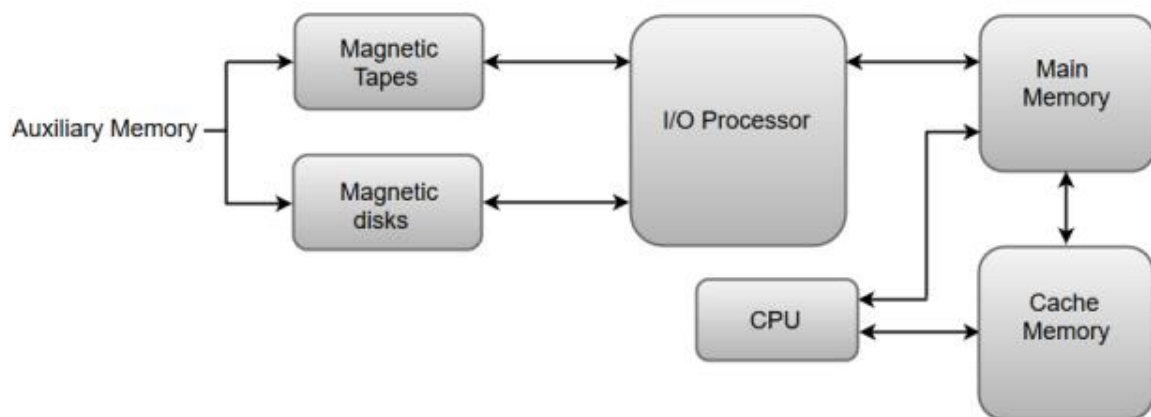 Auxiliary Memory
Magnetic
Tapes
Magnetic
disks
I/O Processor
Main
Memory
CPU
Cache
Memory